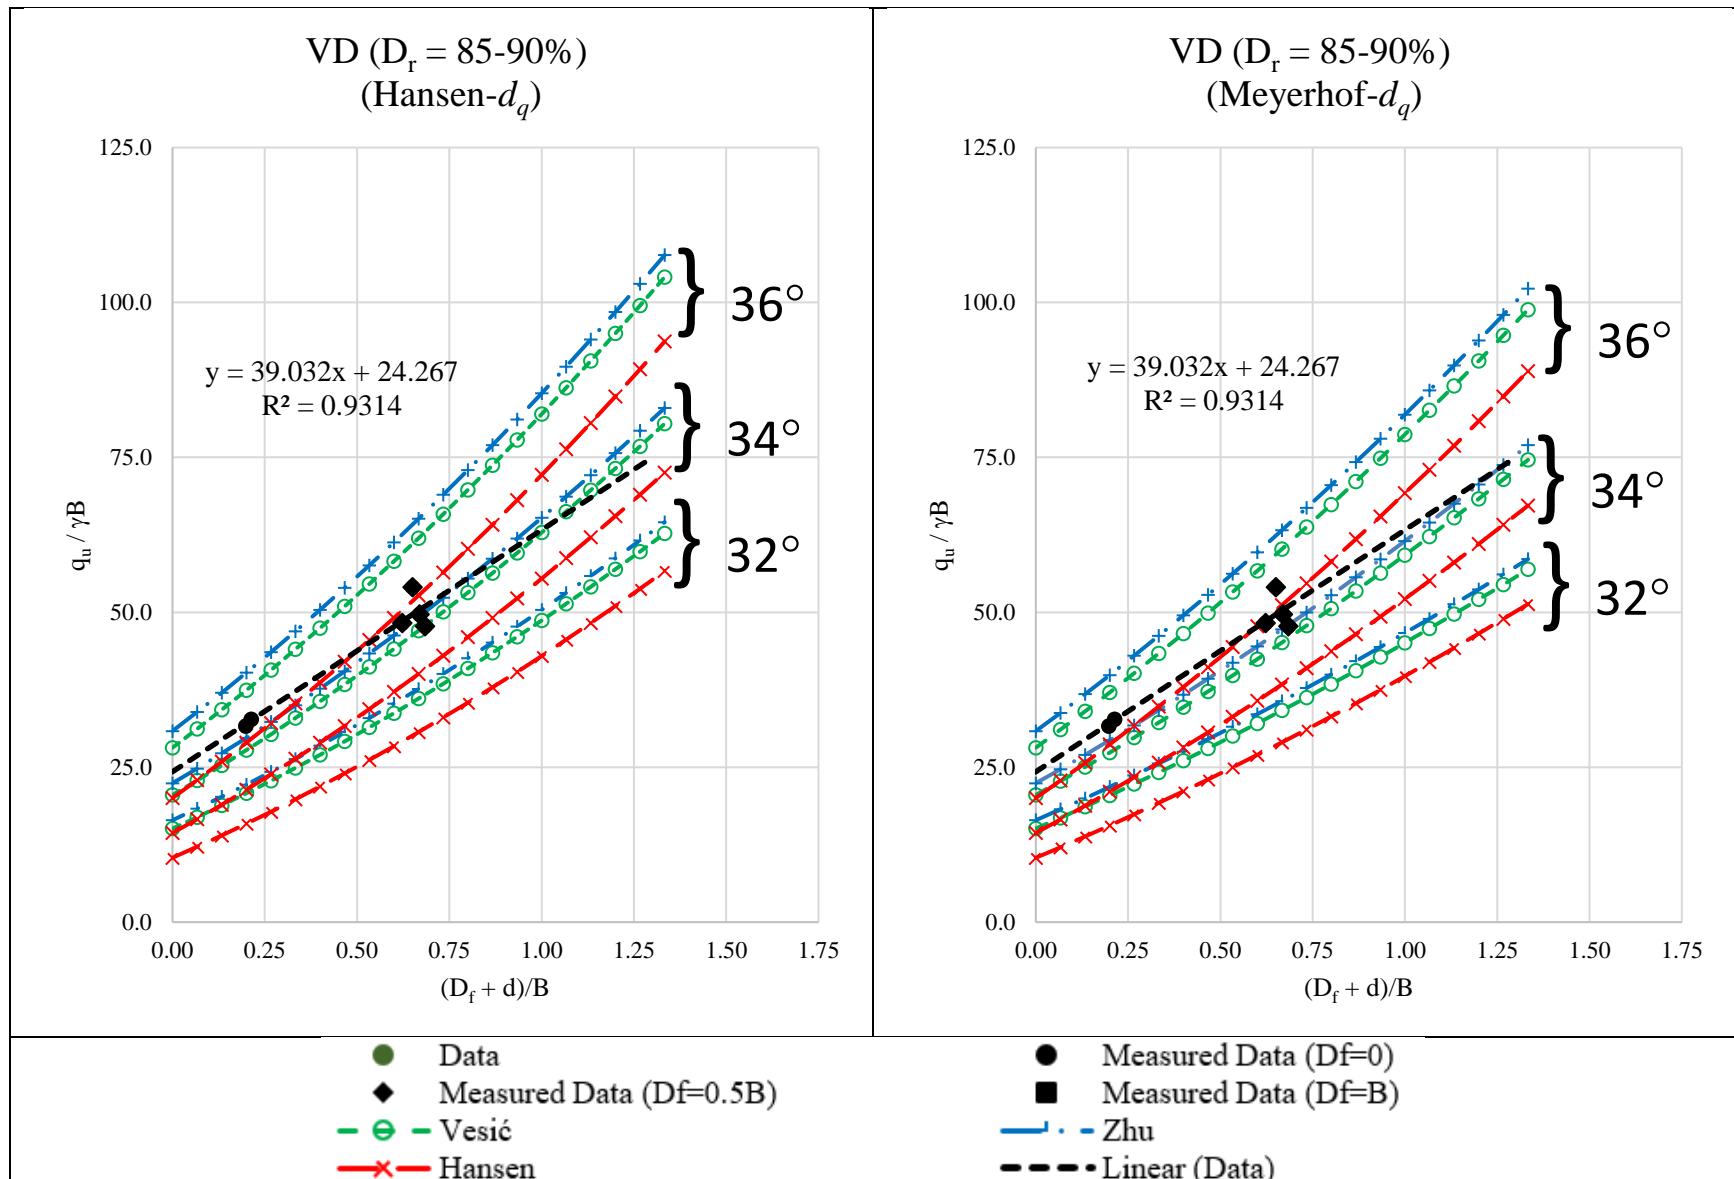 VD (Dr = 85-90%)
(Hansen-dq)
125.0
100.0
75.0
50.0
25.0
0.0
qu / γB
y = 39.032x + 24.267
R² = 0.9314
36°
34°
32°
0.00 0.25 0.50 0.75 1.00 1.25 1.50 1.75
(Df + d)/B
VD (Dr = 85-90%)
(Meyerhof-dq)
125.0
100.0
75.0
50.0
25.0
0.0
qu / γB
y = 39.032x + 24.267
R² = 0.9314
36°
34°
32°
0.00 0.25 0.50 0.75 1.00 1.25 1.50 1.75
(Df + d)/B
Data
Measured Data (Df=0)
Measured Data (Df=0.5B)
Measured Data (Df=B)
Vesić
Zhu
Hansen
Linear (Data)